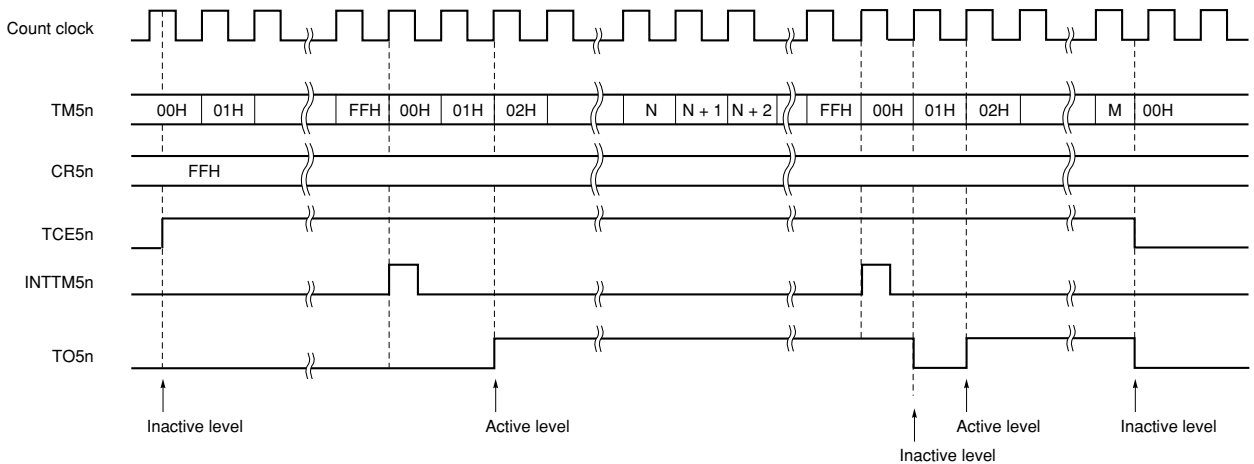 Count clock
TM5n 00H 01H FFH 00H 01H 02H N N + 1 N + 2 FFH 00H 01H 02H M 00H
CR5n FFH
TCE5n
INTTM5n
TO5n
Inactive level Active level Active level Inactive level
Inactive level